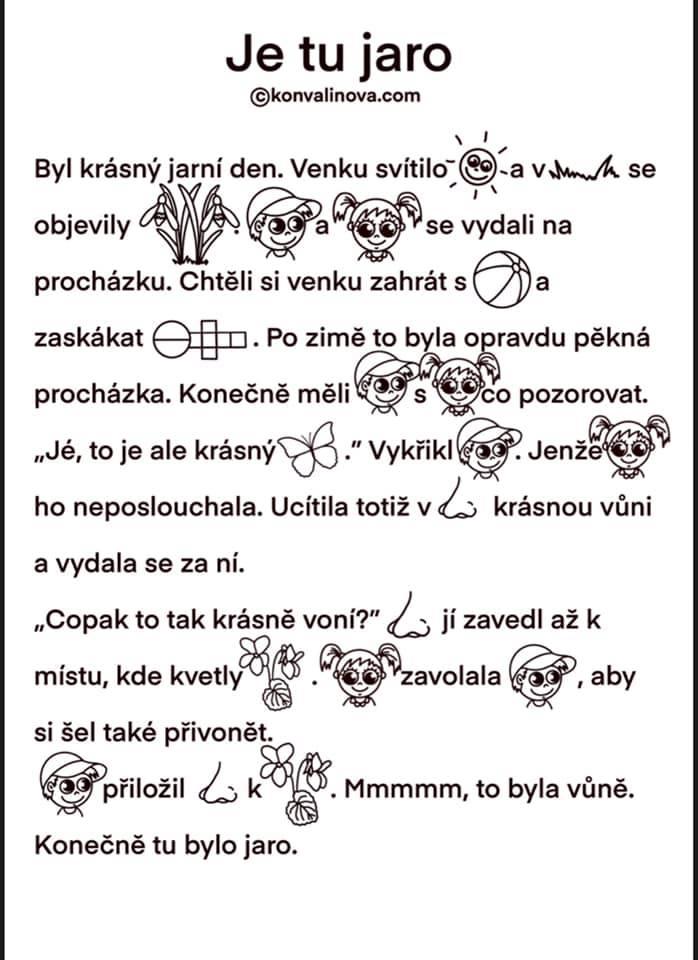 Je tu jaro
©konvalinova.com
Byl krásný jarní den. Venku svítilo a v se
objevily . a se vydali na
procházku. Chtěli si venku zahrát s a
zaskákat . Po zimě to byla opravdu pěkná
procházka. Konečně měli s co pozorovat.
„Jé, to je ale krásný .” Vykřikl . Jenže
ho neposlouchala. Ucítila totiž v krásnou vůni
a vydala se za ní.
„Copak to tak krásně voní?” jí zavedl až k
místu, kde kvetly . zavolala , aby
si šel také přivonět.
přiložil k . Mmmmm, to byla vůně.
Konečně tu bylo jaro.